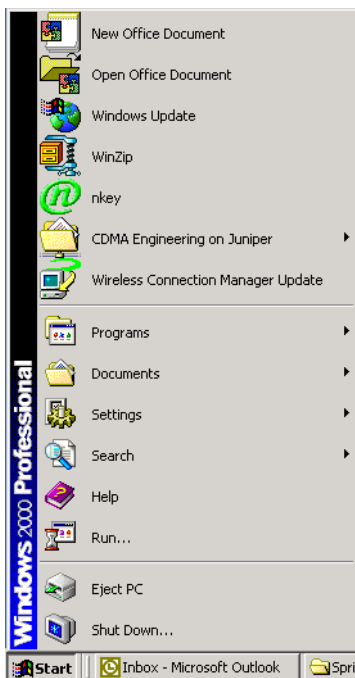 New Office Document
Open Office Document
Windows Update
WinZip
nkey
CDMA Engineering on Juniper
Wireless Connection Manager Update
Programs
Documents
Settings
Search
Help
Run...
Eject PC
Shut Down...
Windows 2000 Professional
Start
Inbox - Microsoft Outlook
Spri